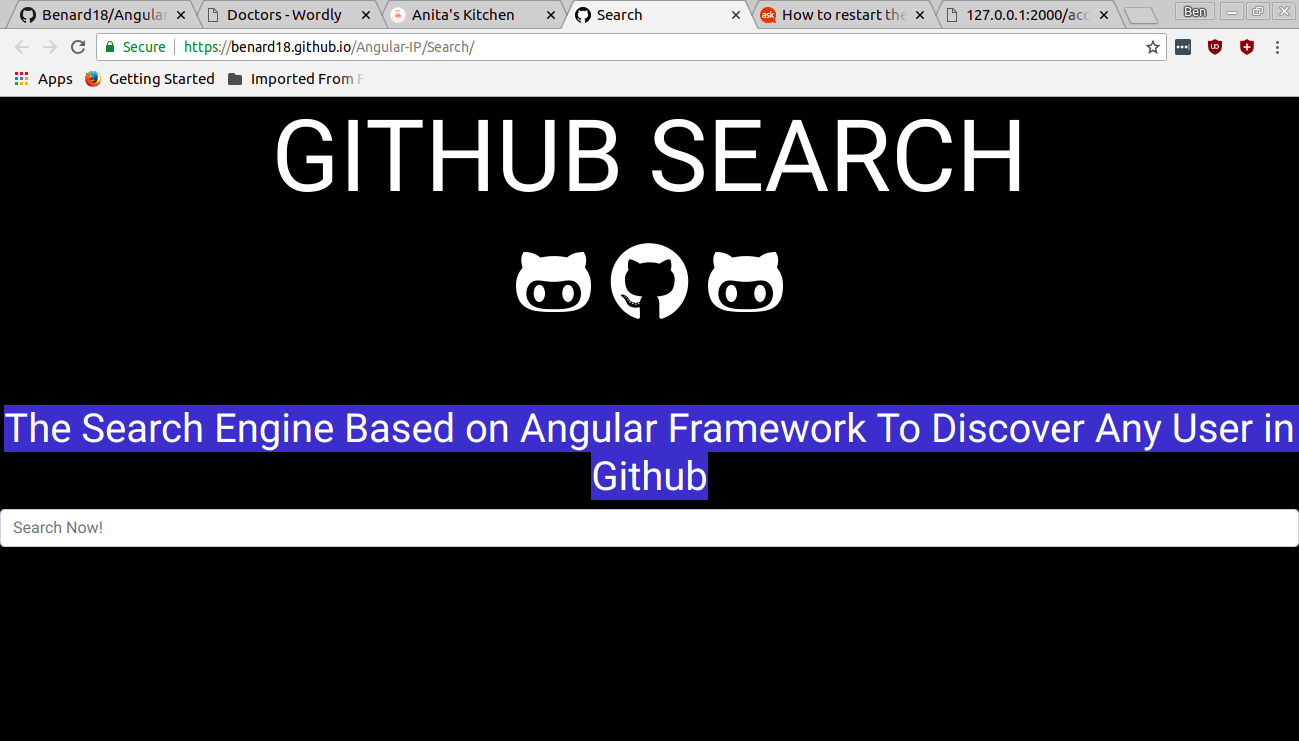 Benard18/Angular
Doctors - Wordly
Anita's Kitchen
Search
ask
How to restart the
127.0.0.1:2000/acc
Ben
Secure
https://benard18.github.io/Angular-IP/Search/
Apps
Getting Started
Imported From F
GITHUB SEARCH
The Search Engine Based on Angular Framework To Discover Any User in
Github
Search Now!